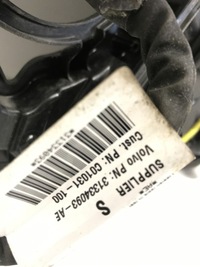 SUPPLIER
S
Volvo PN: 31334093-AE
Cust. PN: C01031-100